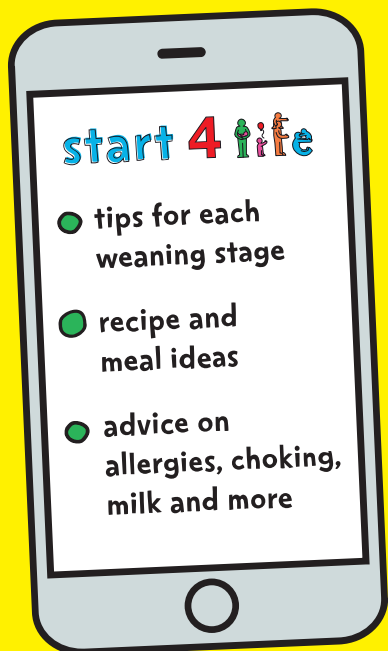 start 4 life
tips for each
weaning stage
recipe and
meal ideas
advice on
allergies, choking,
milk and more